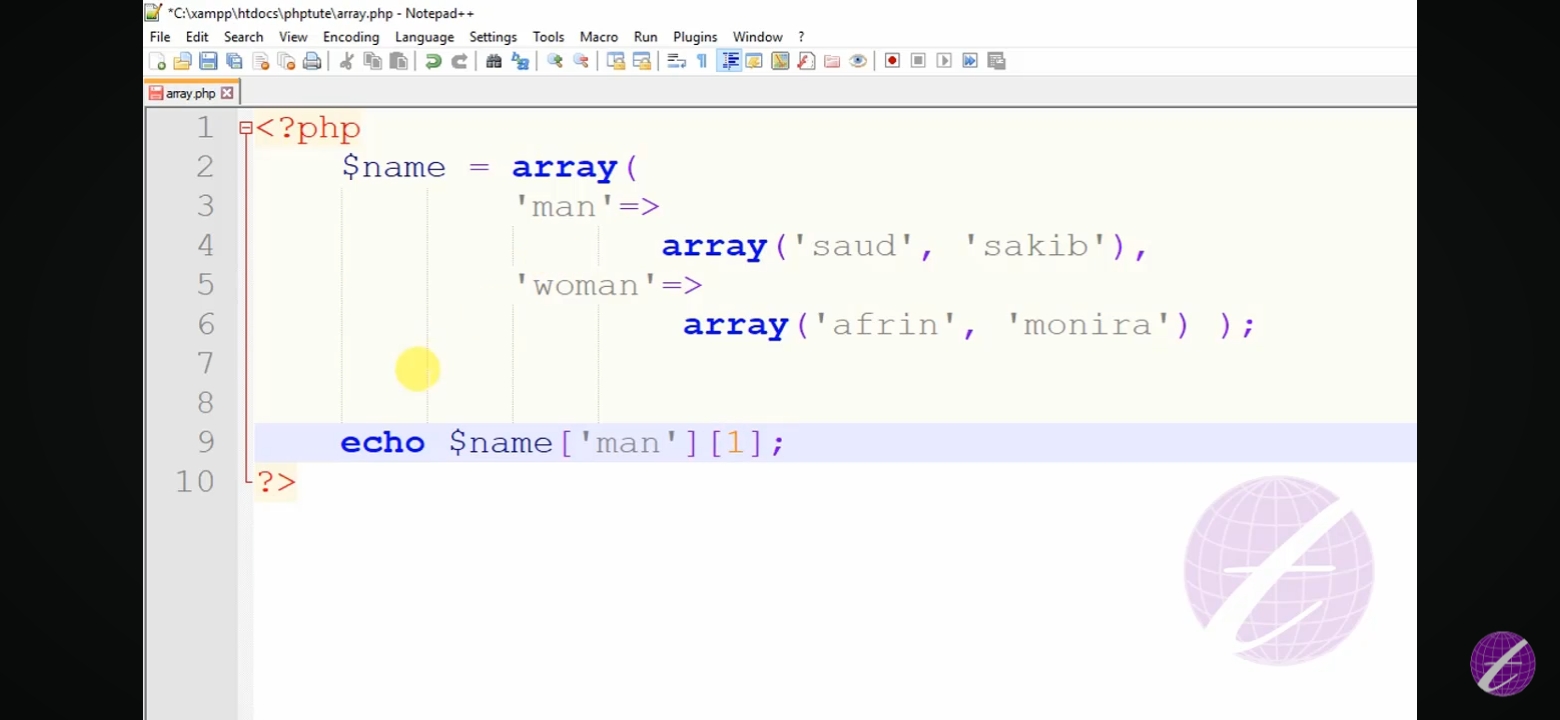 *C:\xampp\htdocs\phptute\array.php - Notepad++
File Edit Search View Encoding Language Settings Tools Macro Run Plugins Window ?
array.php
1 <?php
2 $name = array(
3 'man'=>
4 array('saud', 'sakib'),
5 'woman'=>
6 array('afrin', 'monira') );
7
8
9 echo $name['man'][1];
10 ?>